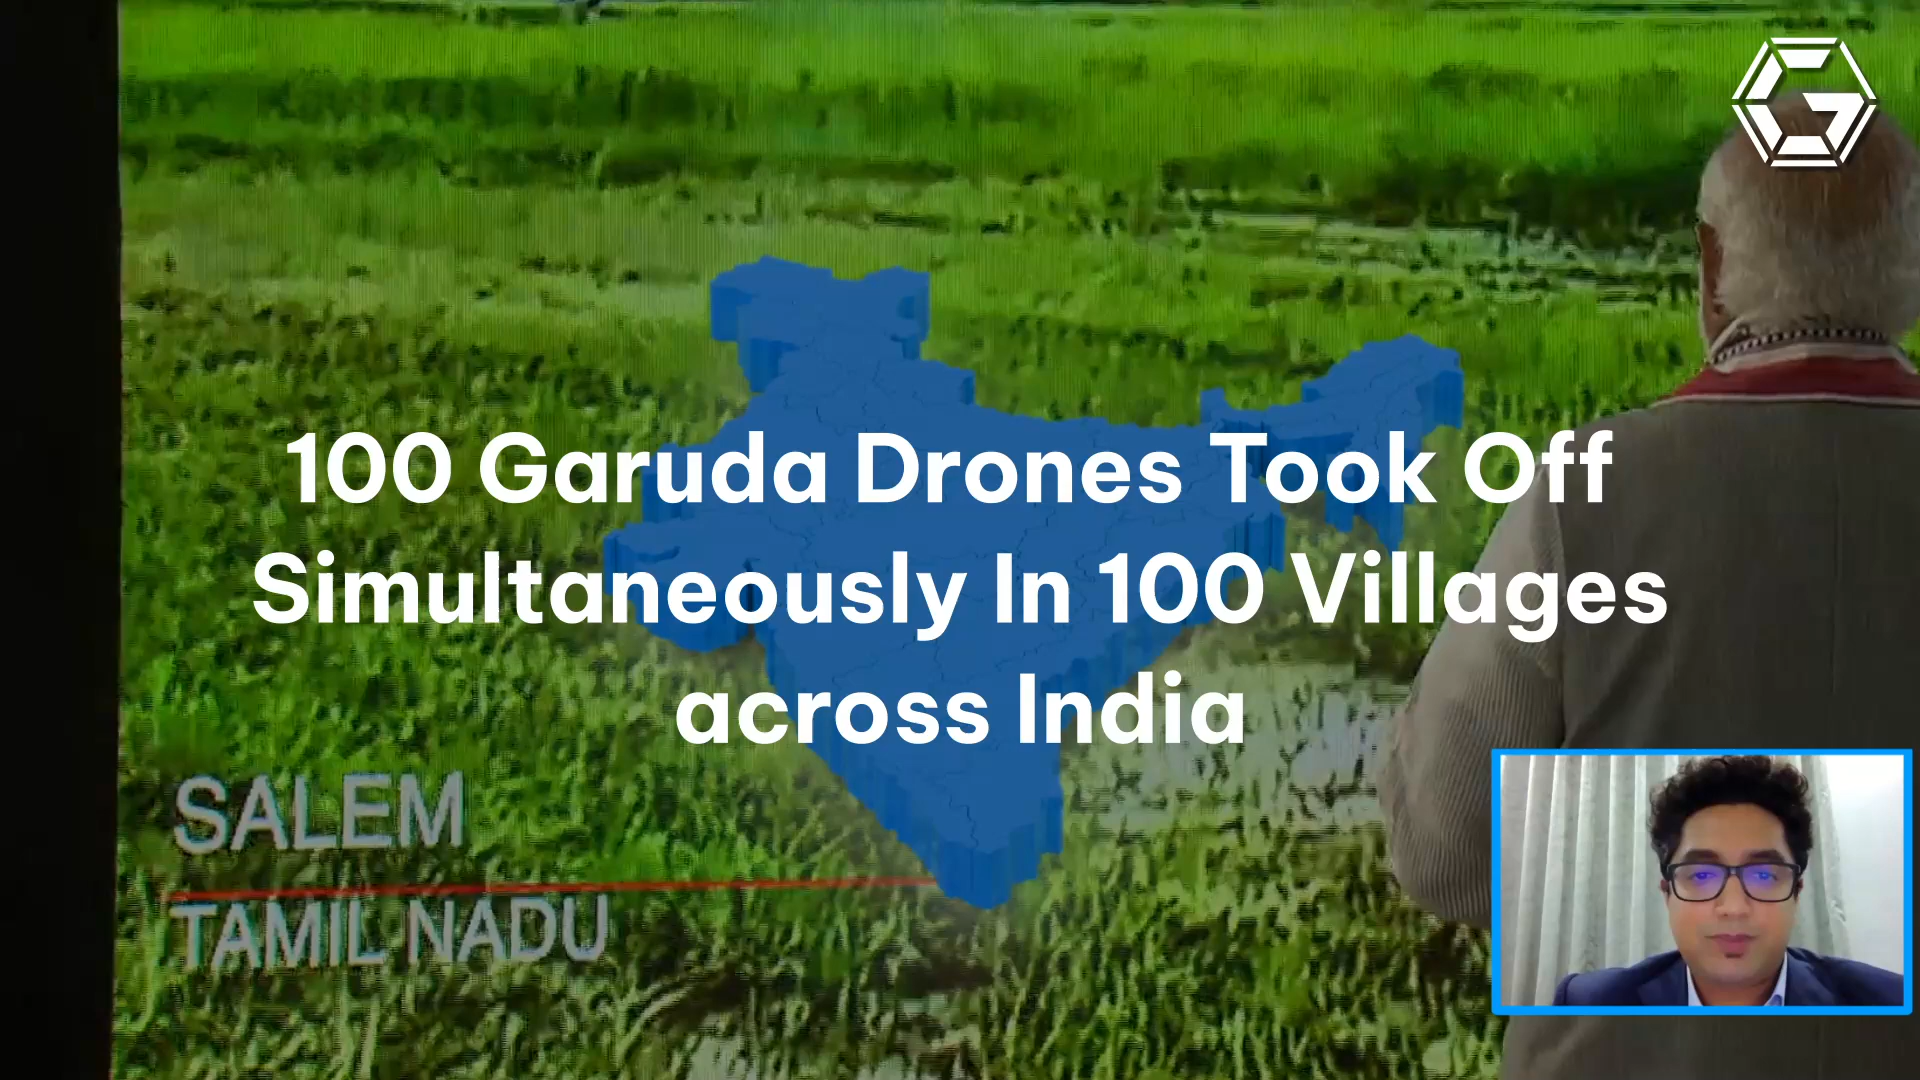 100 Garuda Drones Took Off
Simultaneously In 100 Villages
across India
SALEM
TAMIL NADU